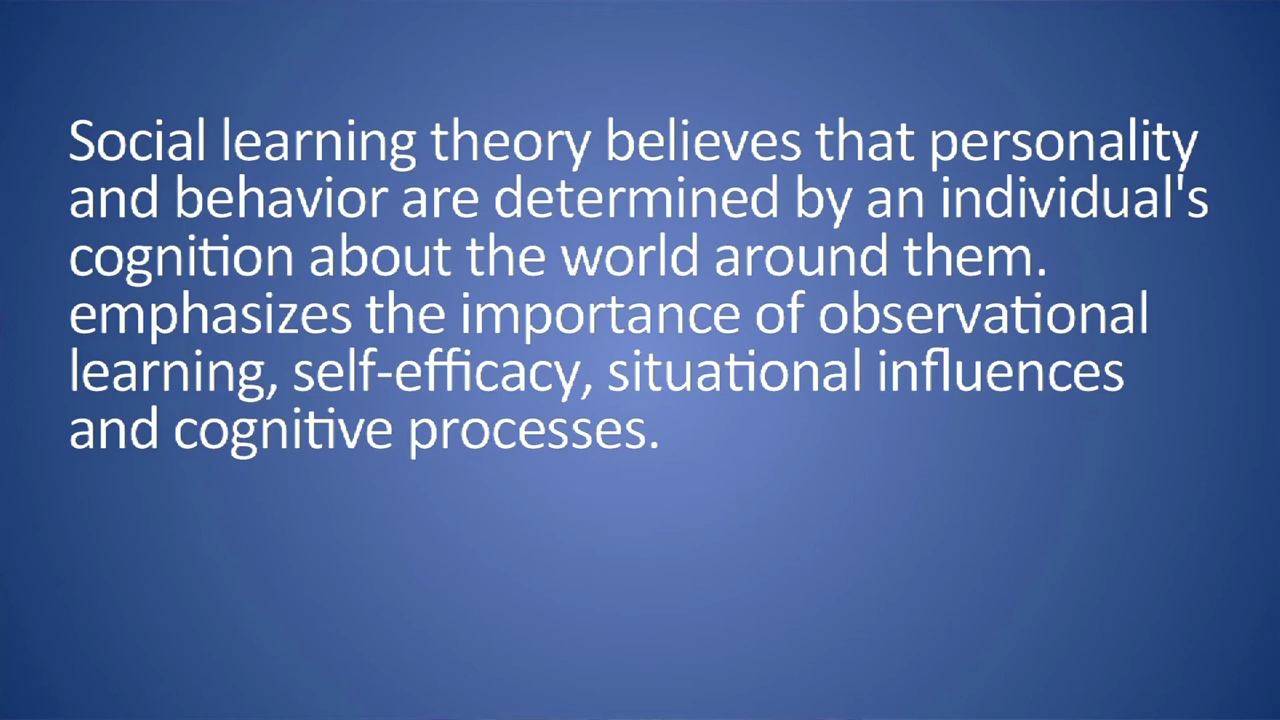 Social learning theory believes that personality
and behavior are determined by an individual's
cognition about the world around them.
emphasizes the importance of observational
learning, self-efficacy, situational influences
and cognitive processes.